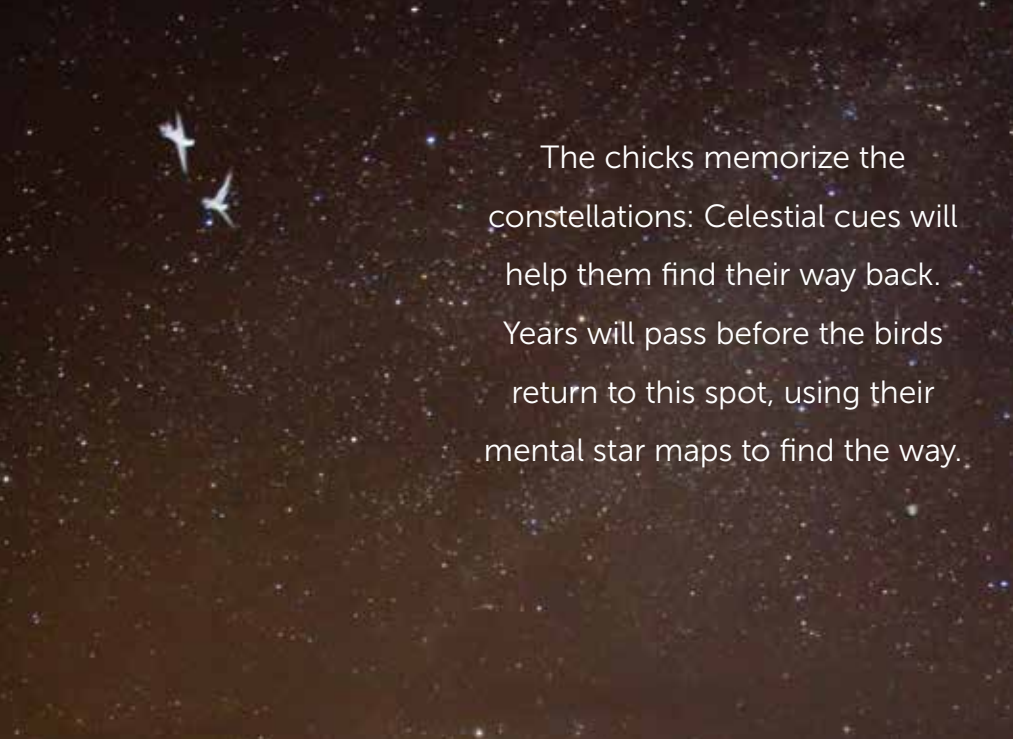 The chicks memorize the
constellations: Celestial cues will
help them find their way back.
Years will pass before the birds
return to this spot, using their
mental star maps to find the way.